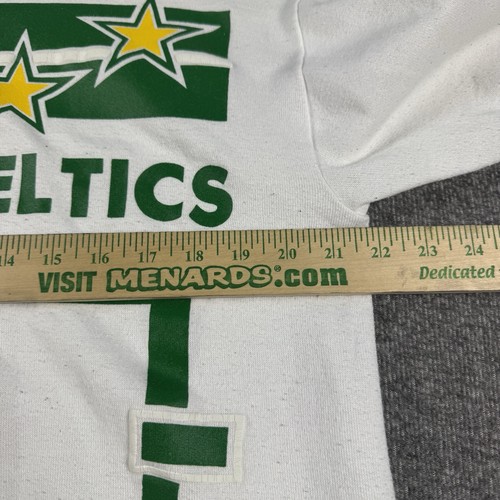 ELTICS
14 15 16 17 18 19 20 21 22 23 24
VISIT MENARDS.com Dedicated